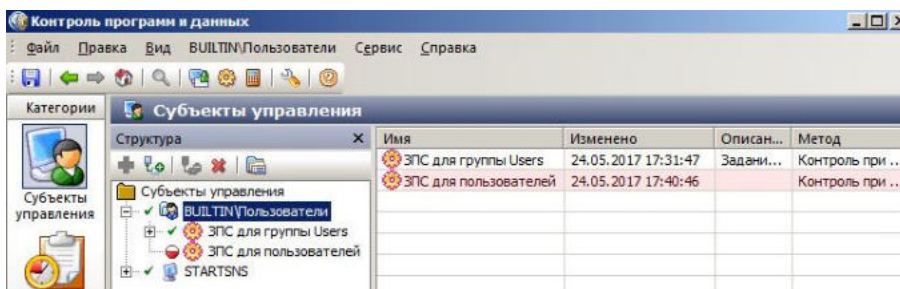 Контроль программ и данных
Файл Правка Вид BUILTIN\Пользователи Сервис Справка
Категории Субъекты управления
Структура
Имя Изменено Описан... Метод
ЗПС для группы Users 24.05.2017 17:31:47 Задани... Контроль при ...
ЗПС для пользователей 24.05.2017 17:40:46 Контроль при ...
Субъекты управления
Субъекты управления
BUILTIN\Пользователи
ЗПС для группы Users
ЗПС для пользователей
STARTSNS